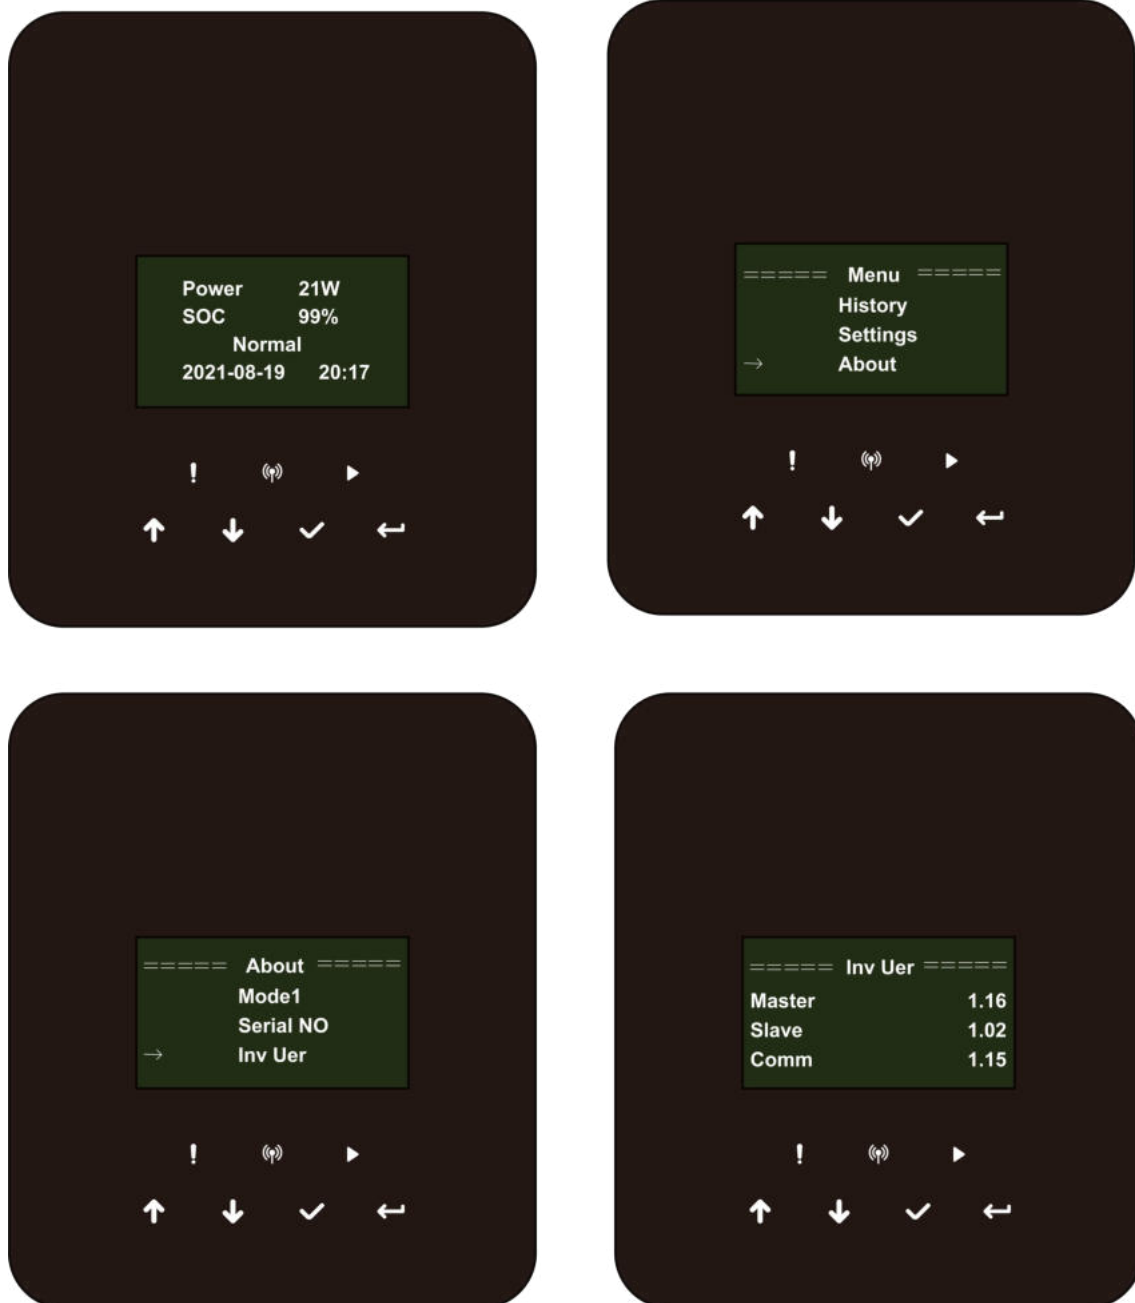 Power 21W
SOC 99%
Normal
2021-08-19 20:17
===== Menu =====
History
Settings
→ About
===== About =====
Mode1
Serial NO
→ Inv Uer
===== Inv Uer =====
Master 1.16
Slave 1.02
Comm 1.15